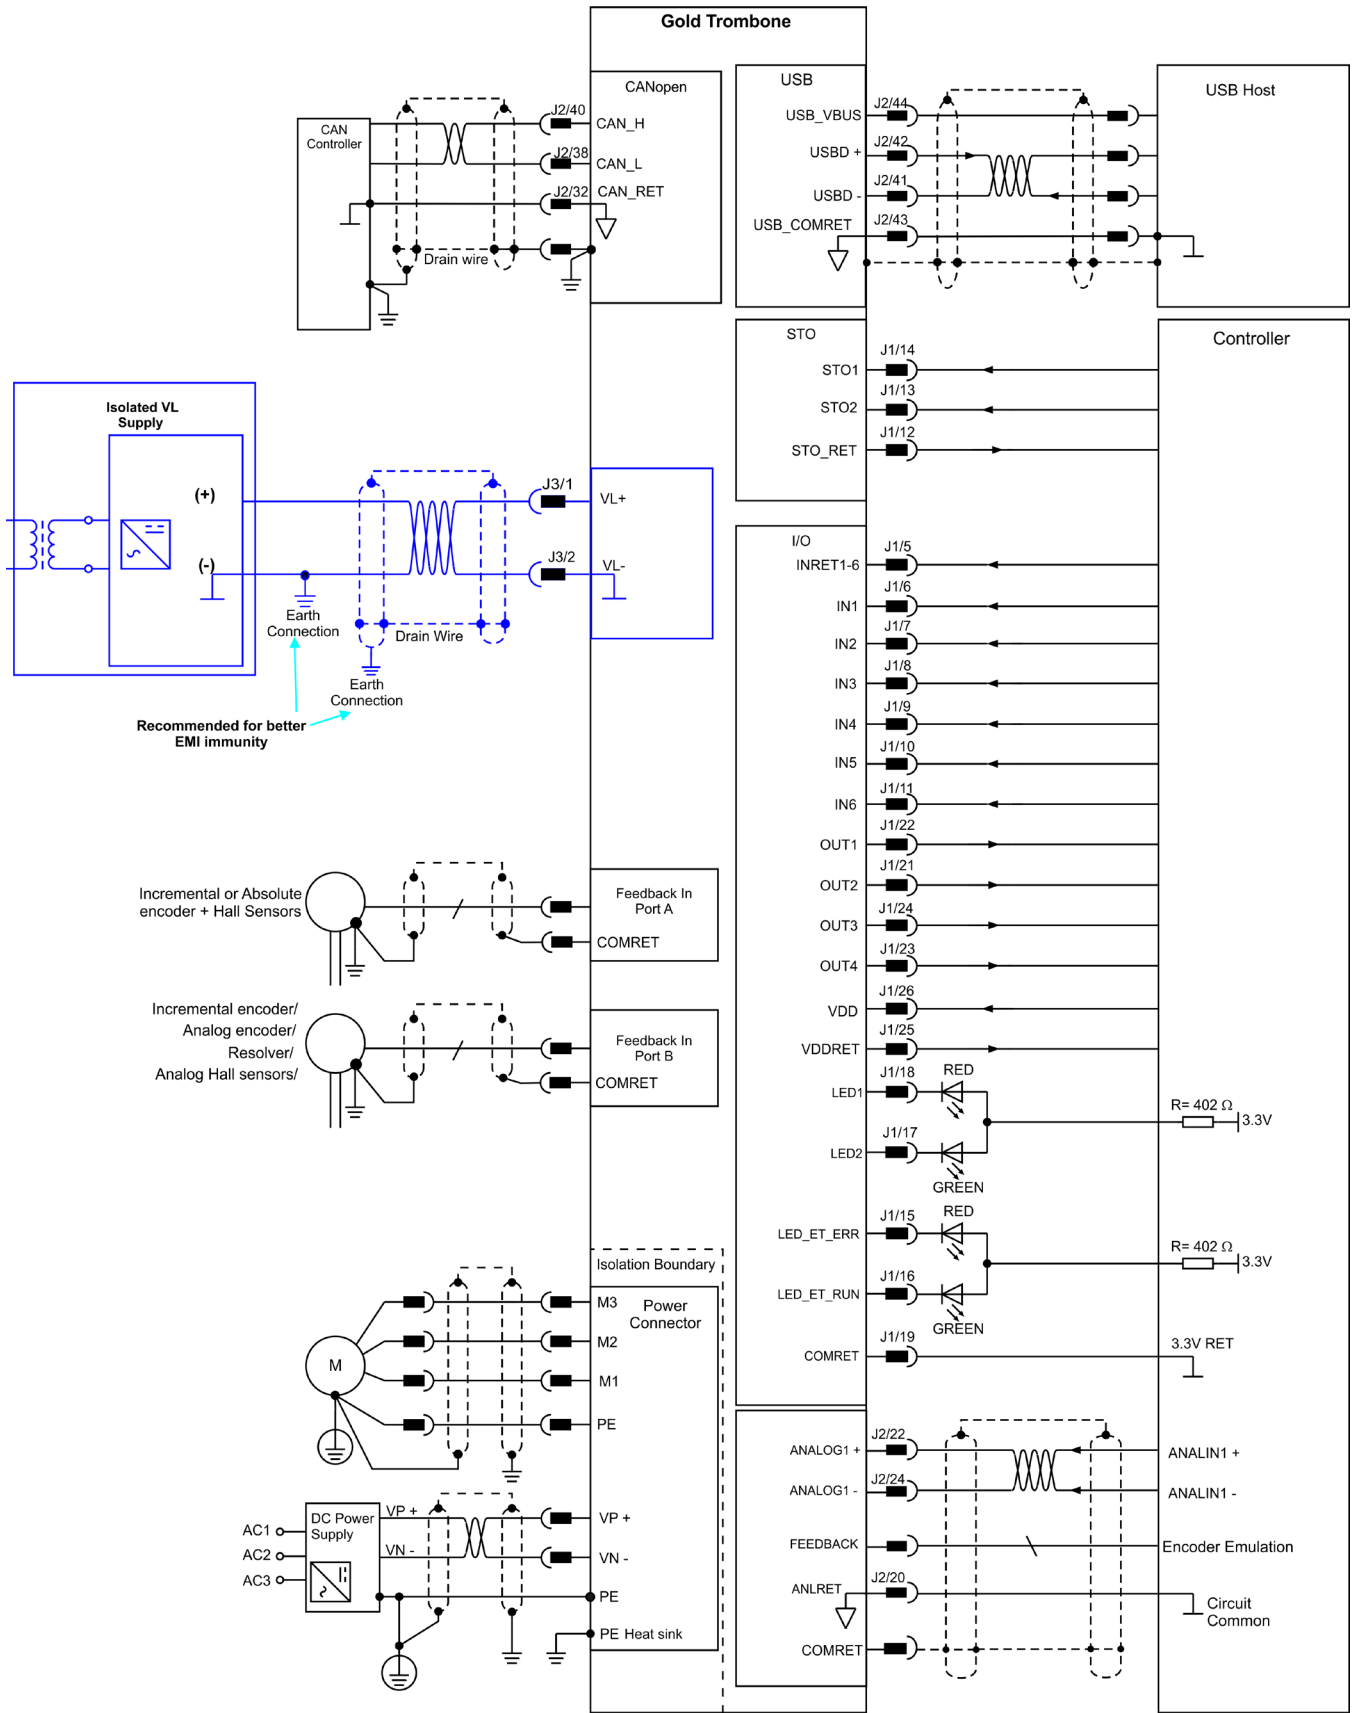 Gold Trombone
CANopen
CAN
Controller
J2/40
CAN_H
J2/38
CAN_L
J2/32
CAN_RET
Drain wire
USB
USB Host
USB_VBUS
J2/44
USBD +
J2/42
USBD -
J2/41
USB_COMRET
J2/43
STO
Controller
STO1
J1/14
STO2
J1/13
STO_RET
J1/12
Isolated VL
Supply
(+)
(-)
J3/1
VL+
J3/2
VL-
Earth
Connection
Drain Wire
Earth
Connection
Recommended for better
EMI immunity
I/O
INRET1-6
J1/5
IN1
J1/6
IN2
J1/7
IN3
J1/8
IN4
J1/9
IN5
J1/10
IN6
J1/11
OUT1
J1/22
OUT2
J1/21
OUT3
J1/24
OUT4
J1/23
VDD
J1/26
VDDRET
J1/25
LED1
J1/18
RED
R= 402 Ω
3.3V
LED2
J1/17
GREEN
LED_ET_ERR
J1/15
RED
R= 402 Ω
3.3V
LED_ET_RUN
J1/16
GREEN
COMRET
J1/19
3.3V RET
Incremental or Absolute
encoder + Hall Sensors
Feedback In
Port A
COMRET
Incremental encoder/
Analog encoder/
Resolver/
Analog Hall sensors/
Feedback In
Port B
COMRET
Isolation Boundary
Power
Connector
M
M3
M2
M1
PE
AC1
AC2
AC3
DC Power
Supply
VP +
VN -
VP +
VN -
PE
PE Heat sink
ANALOG1 +
J2/22
ANALIN1 +
ANALOG1 -
J2/24
ANALIN1 -
FEEDBACK
Encoder Emulation
ANLRET
J2/20
Circuit
Common
COMRET